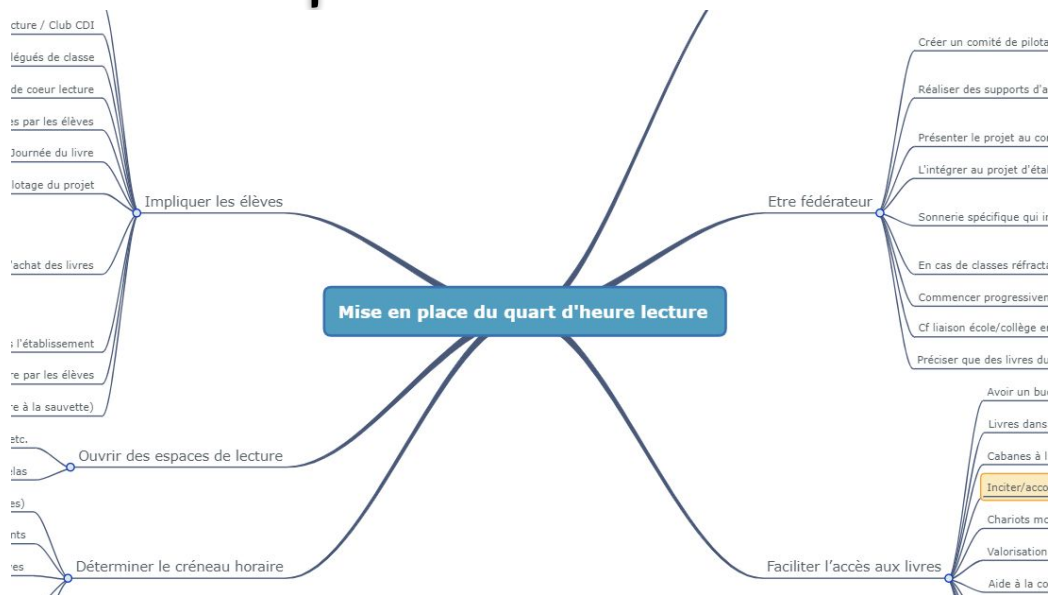 cture / Club CDI
légués de classe
de coeur lecture
es par les élèves
Journée du livre
ilotage du projet
Impliquer les élèves
'achat des livres
s l'établissement
re par les élèves
re à la sauvette)
etc.
elas
Ouvrir des espaces de lecture
es)
nts
ves
Déterminer le créneau horaire
Mise en place du quart d'heure lecture
Etre fédérateur
Créer un comité de pilota
Réaliser des supports d'a
Présenter le projet au co
L'intégrer au projet d'étal
Sonnerie spécifique qui i
En cas de classes réfracta
Commencer progressiven
Cf liaison école/collège e
Préciser que des livres du
Faciliter l’accès aux livres
Avoir un bu
Livres dans
Cabanes à l
Inciter/acco
Chariots mo
Valorisation
Aide à la co